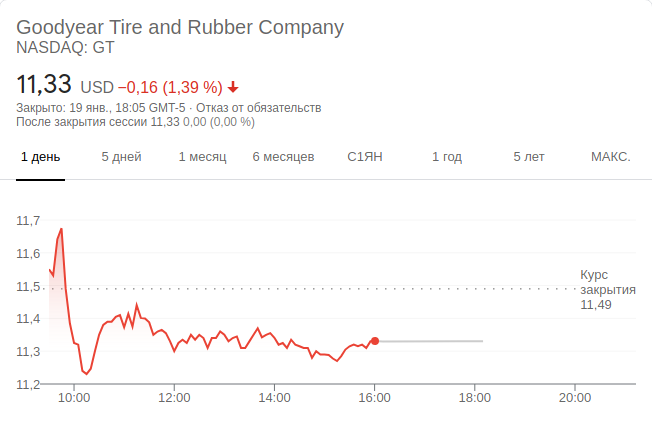 Goodyear Tire and Rubber Company
NASDAQ: GT
11,33 USD −0,16 (1,39 %)
Закрыто: 19 янв., 18:05 GMT-5 · Отказ от обязательств
После закрытия сессии 11,33 0,00 (0,00 %)
1 день 5 дней 1 месяц 6 месяцев С1ЯН 1 год 5 лет МАКС.
11,7
11,6
11,5
11,4
11,3
11,2
Курс
закрытия
11,49
10:00 12:00 14:00 16:00 18:00 20:00